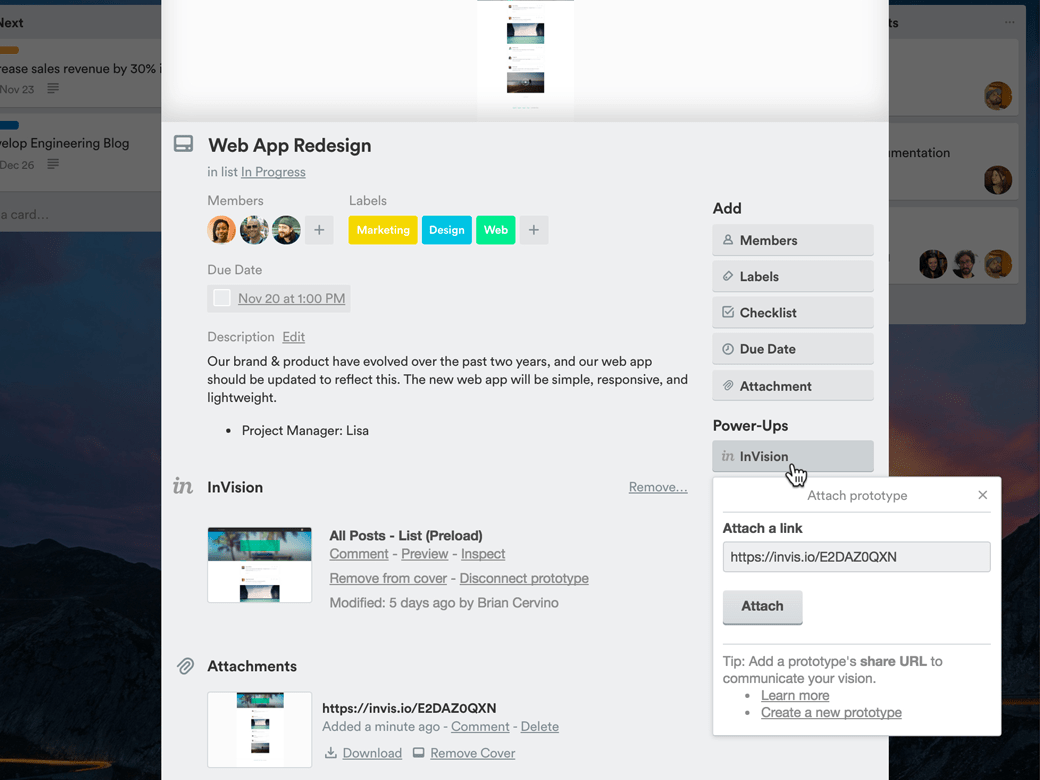 Next
rease sales revenue by 30% i
Nov 23
velop Engineering Blog
Dec 26
a card…
ts
umentation
Web App Redesign
in list In Progress
Members
Labels
+
Marketing
Design
Web
+
Due Date
Nov 20 at 1:00 PM
Description Edit
Our brand & product have evolved over the past two years, and our web app
should be updated to reflect this. The new web app will be simple, responsive, and
lightweight.
• Project Manager: Lisa
in InVision
Remove…
All Posts - List (Preload)
Comment - Preview - Inspect
Remove from cover - Disconnect prototype
Modified: 5 days ago by Brian Cervino
Attachments
https://invis.io/E2DAZ0QXN
Added a minute ago - Comment - Delete
Download Remove Cover
Add
Members
Labels
Checklist
Due Date
Attachment
Power-Ups
in InVision
Attach prototype
Attach a link
https://invis.io/E2DAZ0QXN
Attach
Tip: Add a prototype's share URL to
communicate your vision.
• Learn more
• Create a new prototype